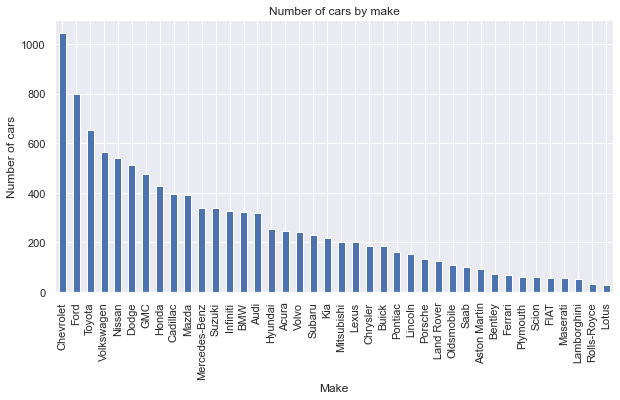 Number of cars by make
Number of cars
1000
800
600
400
200
0
Chevrolet
Ford
Toyota
Volkswagen
Nissan
Dodge
GMC
Honda
Cadillac
Mazda
Mercedes-Benz
Suzuki
Infiniti
BMW
Audi
Hyundai
Acura
Volvo
Subaru
Kia
Mitsubishi
Lexus
Chrysler
Buick
Pontiac
Lincoln
Porsche
Land Rover
Oldsmobile
Saab
Aston Martin
Bentley
Ferrari
Plymouth
Scion
FIAT
Maserati
Lamborghini
Rolls-Royce
Lotus
Make